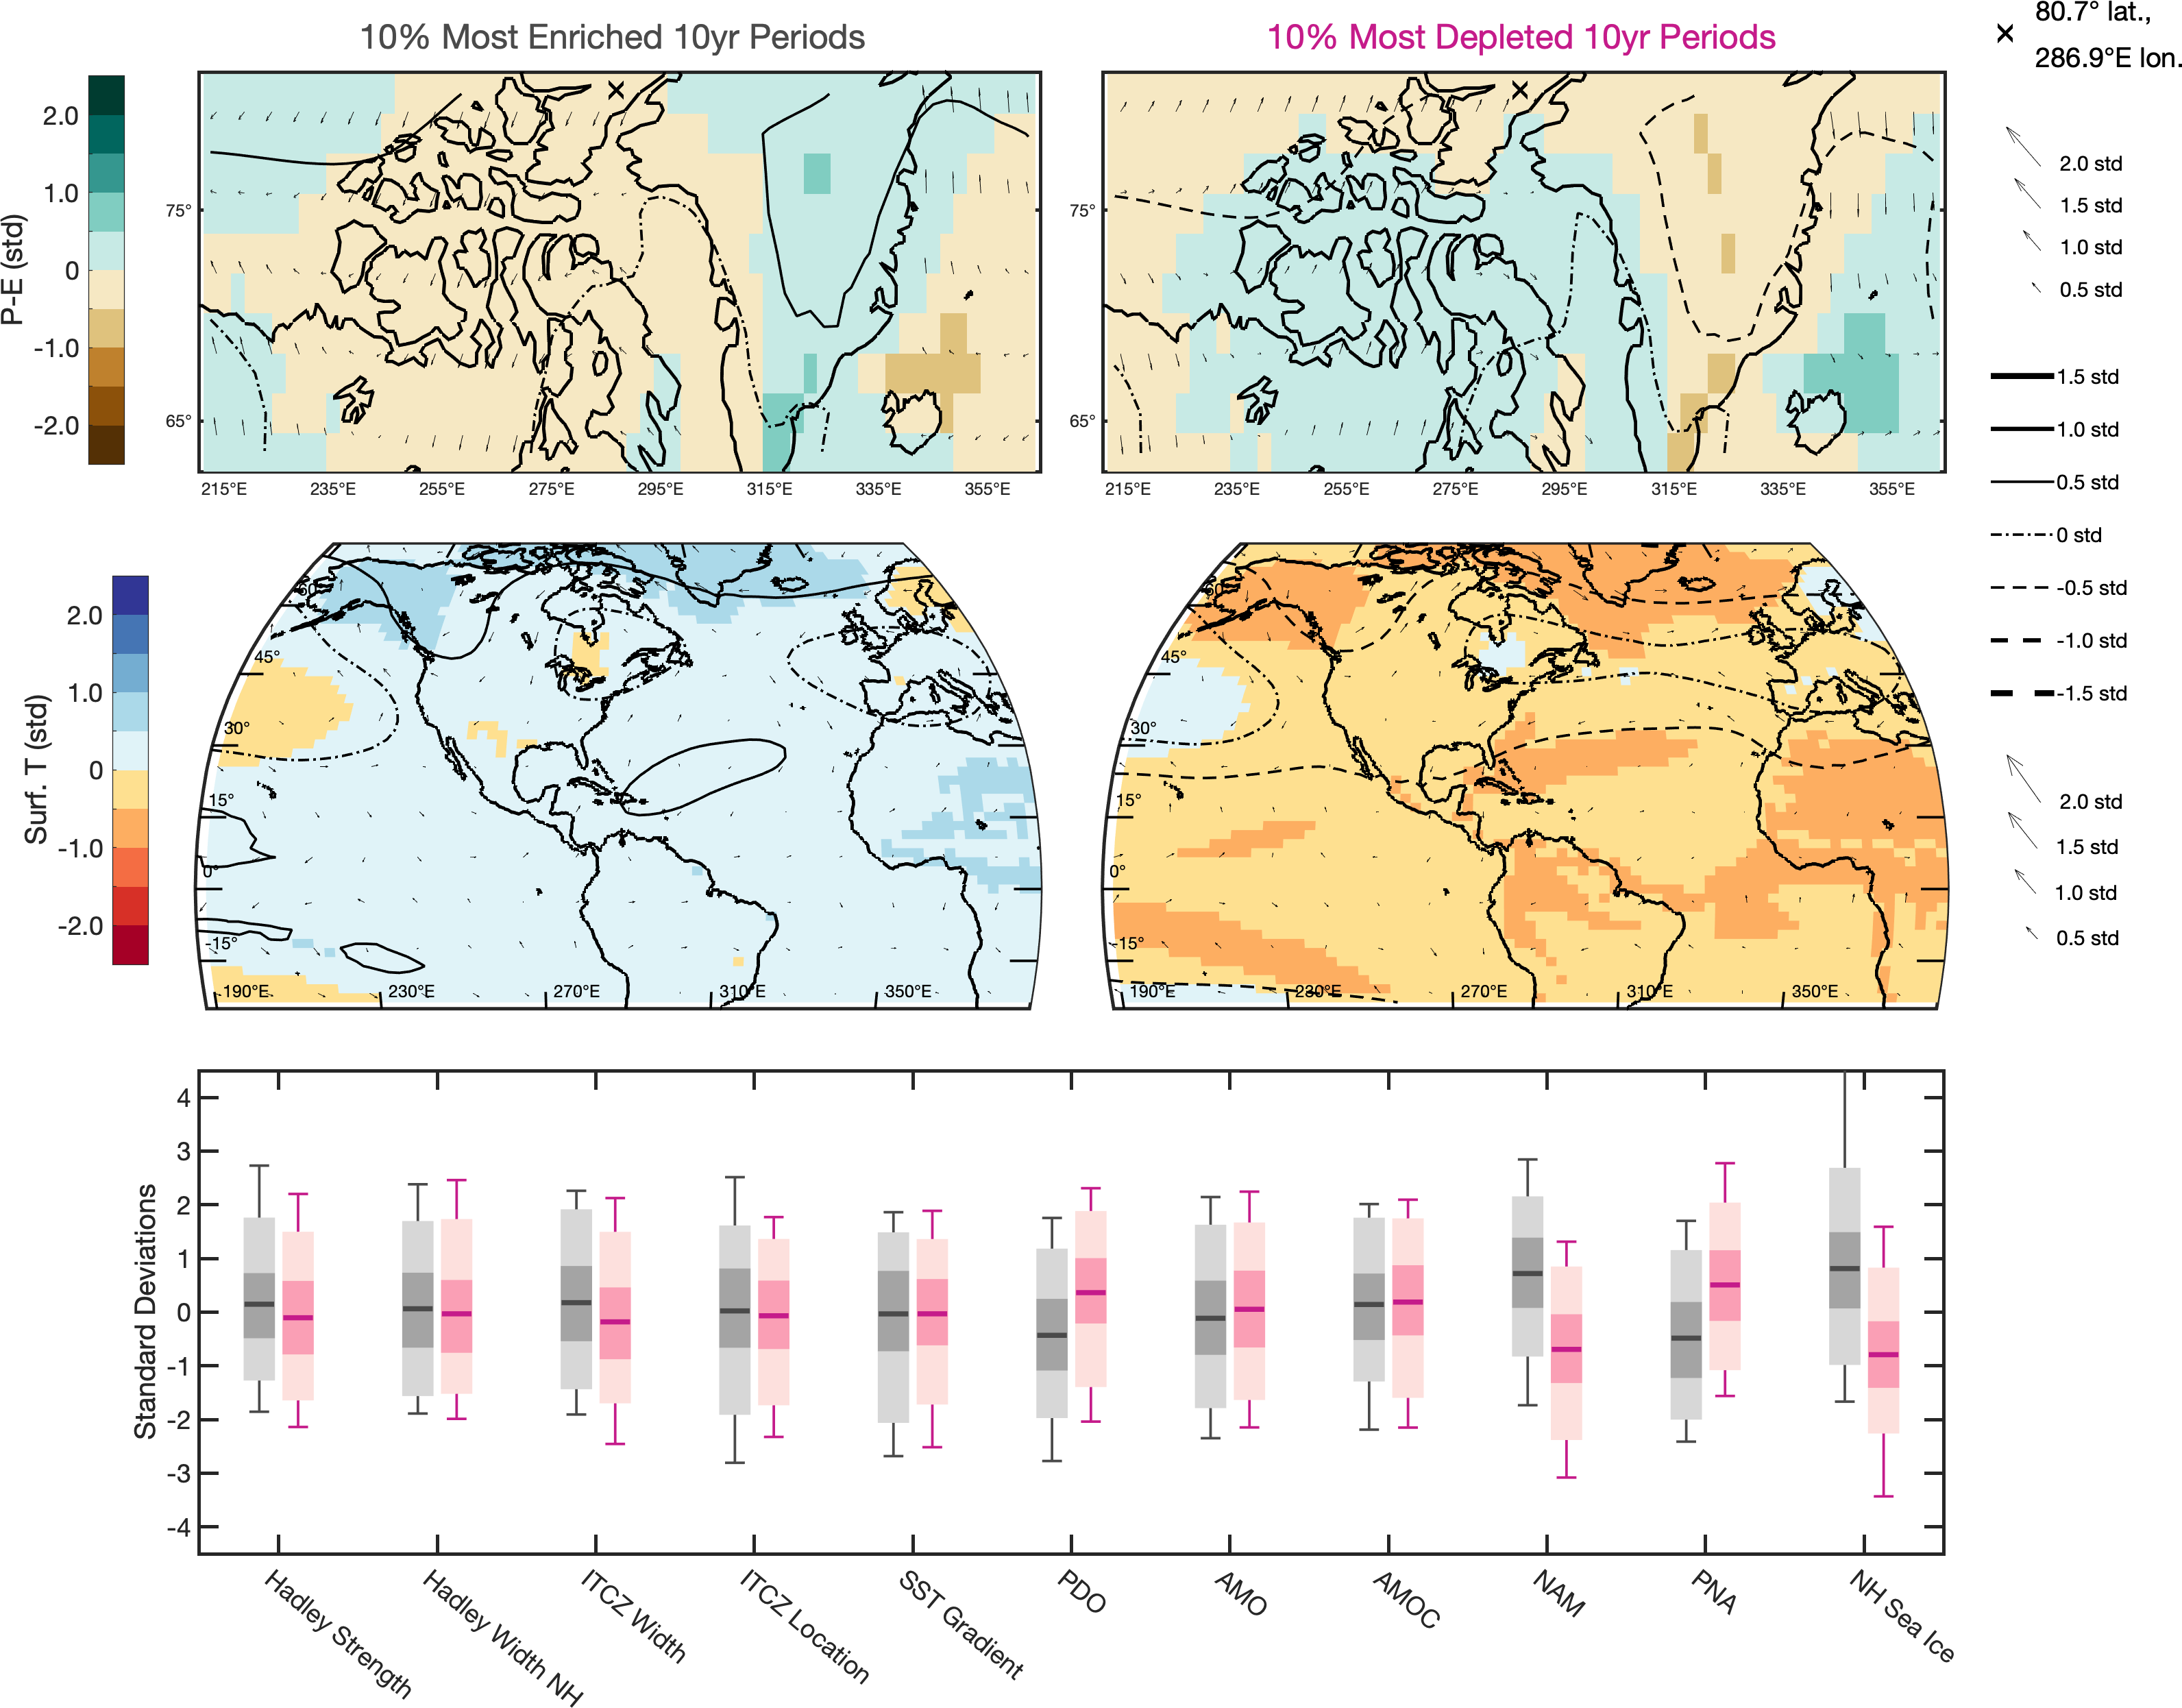 10% Most Enriched 10yr Periods
10% Most Depleted 10yr Periods
80.7° lat.,
286.9°E lon.
P-E (std)
2.0
1.0
0
-1.0
-2.0
75°
65°
215°E 235°E 255°E 275°E 295°E 315°E 335°E 355°E
75°
65°
215°E 235°E 255°E 275°E 295°E 315°E 335°E 355°E
2.0 std
1.5 std
1.0 std
0.5 std
1.5 std
1.0 std
0.5 std
0 std
-0.5 std
-1.0 std
-1.5 std
Surf. T (std)
2.0
1.0
0
-1.0
-2.0
60°
45°
30°
15°
0°
-15°
190°E 230°E 270°E 310°E 350°E
60°
45°
30°
15°
0°
-15°
190°E 230°E 270°E 310°E 350°E
2.0 std
1.5 std
1.0 std
0.5 std
Standard Deviations
4
3
2
1
0
-1
-2
-3
-4
Hadley Strength
Hadley Width NH
ITCZ Width
ITCZ Location
SST Gradient
PDO
AMO
AMOC
NAM
PNA
NH Sea Ice